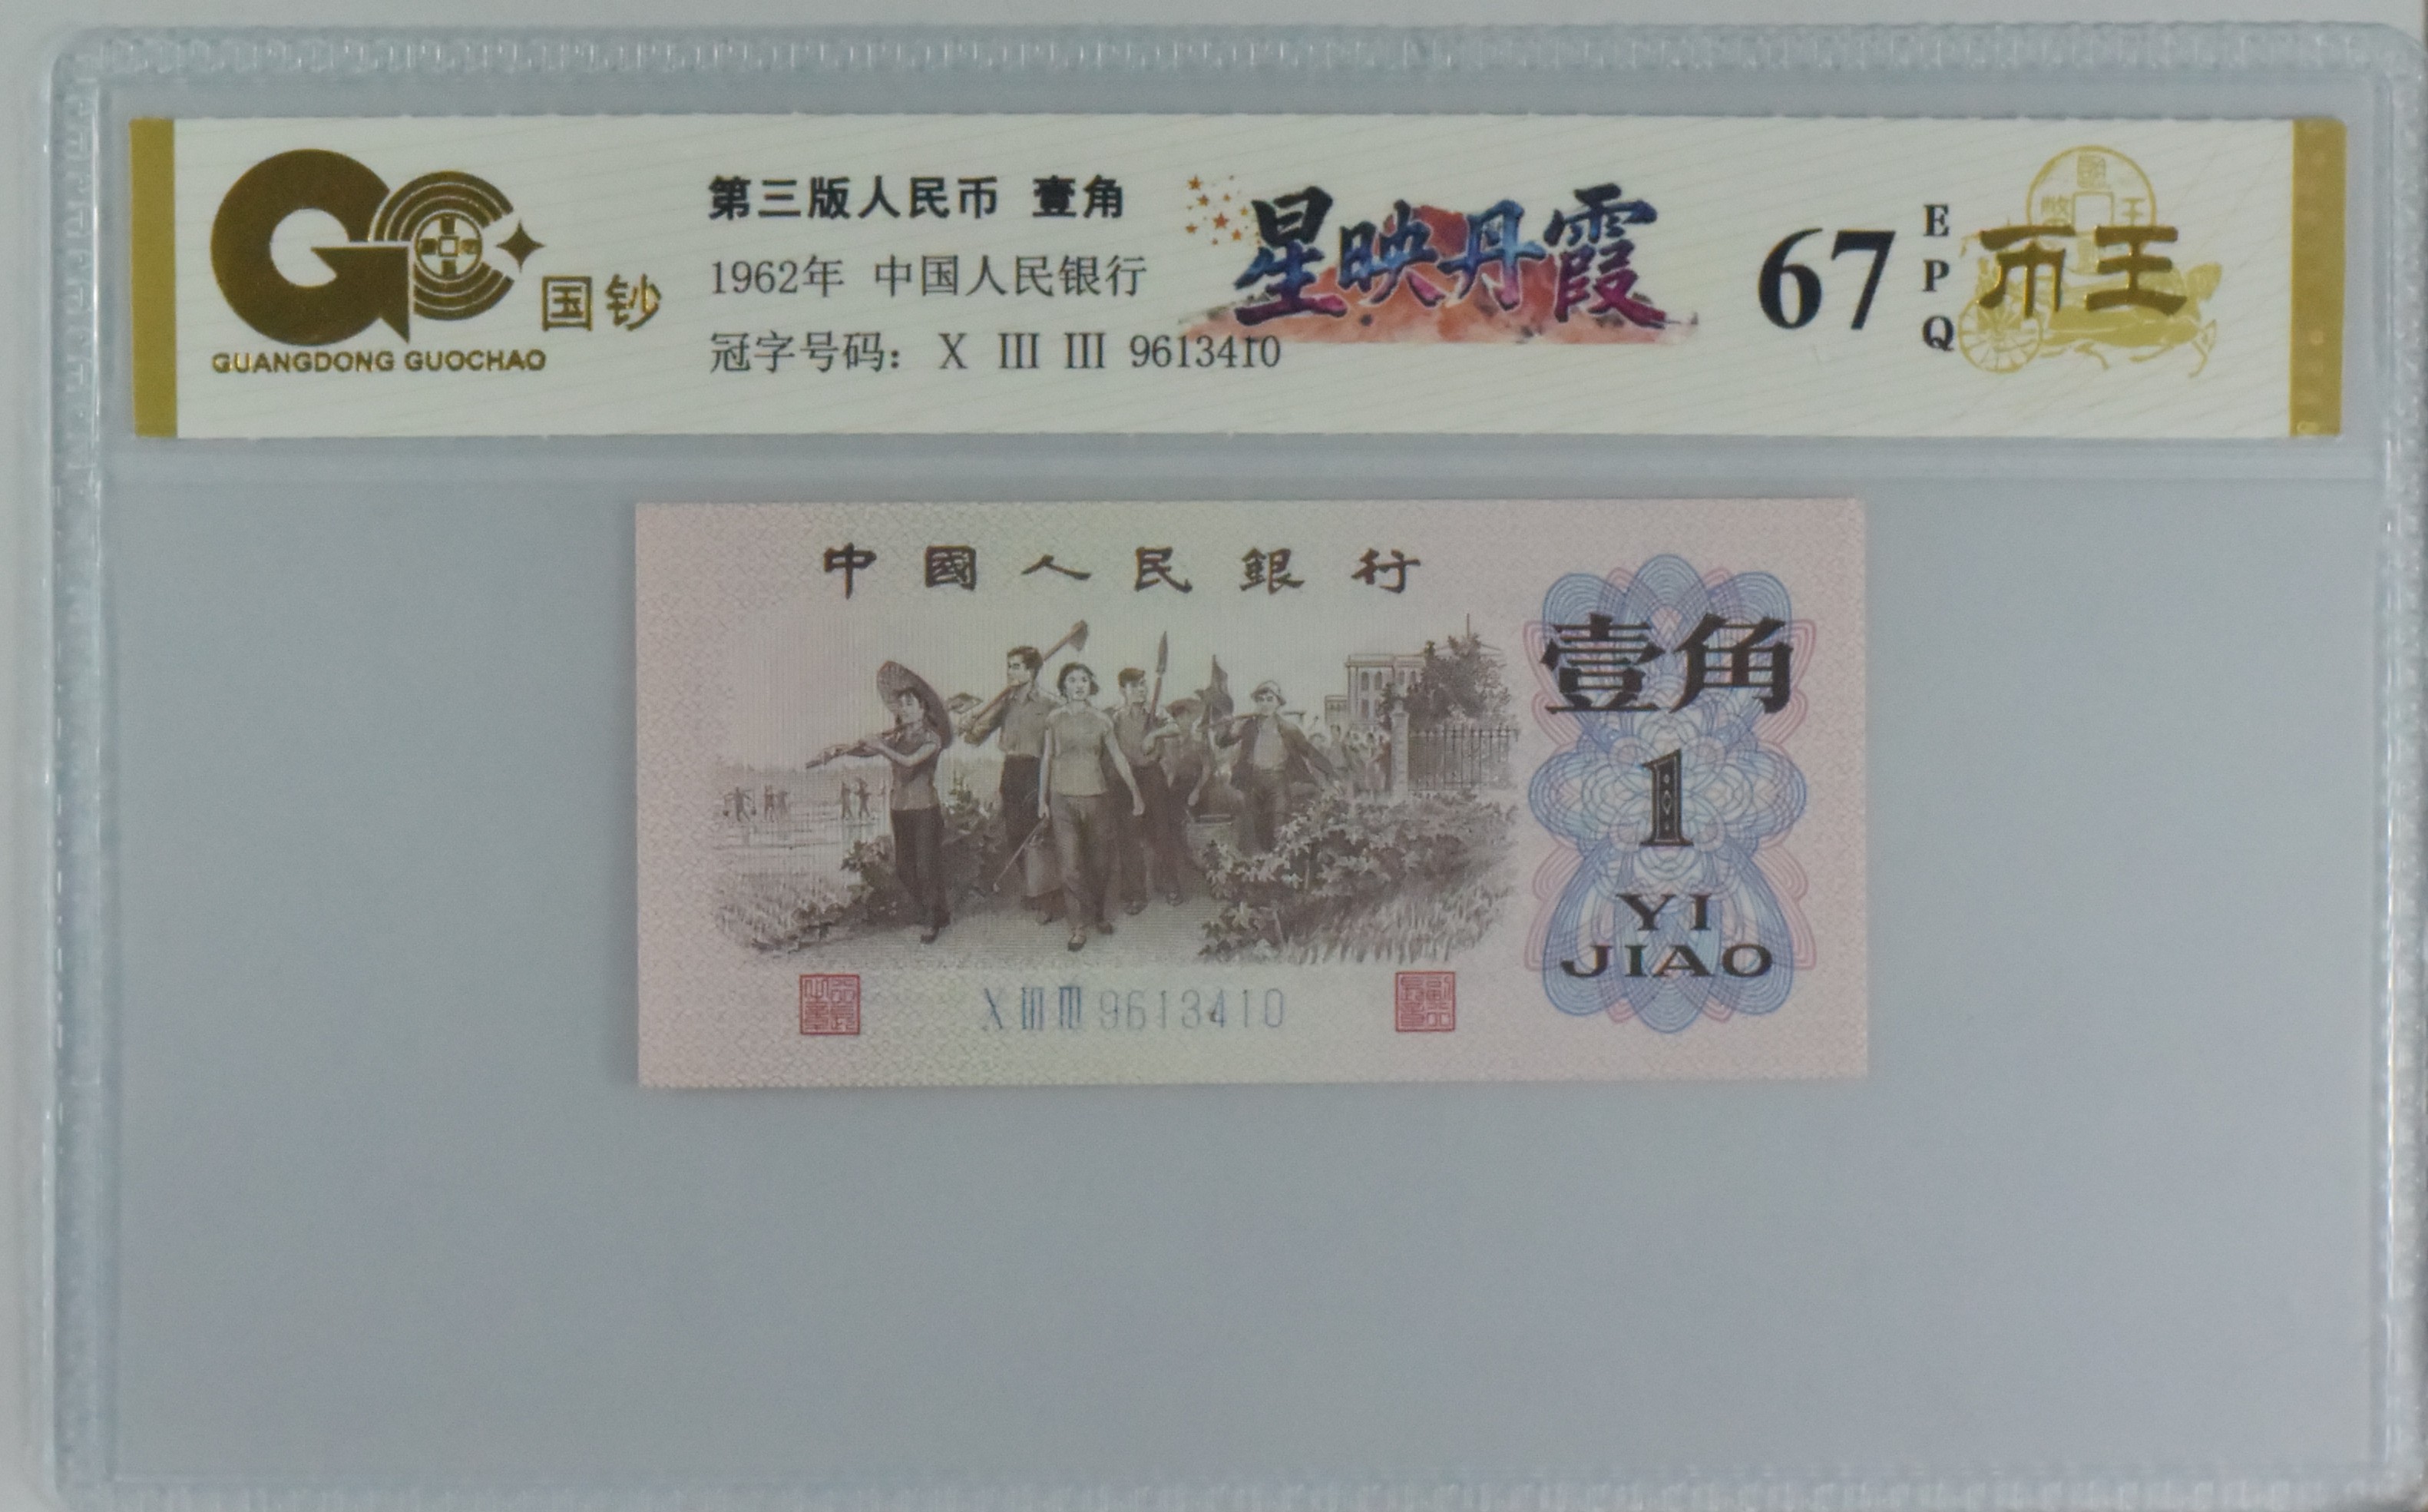 国钞
GUANGDONG GUOCHAO
第三版人民币 壹角
1962年 中国人民银行
冠字号码: X III III 9613410
星映丹霞
67
EPQ
币王
中國人民銀行
壹角
1
YI
JIAO
X III III 9613410